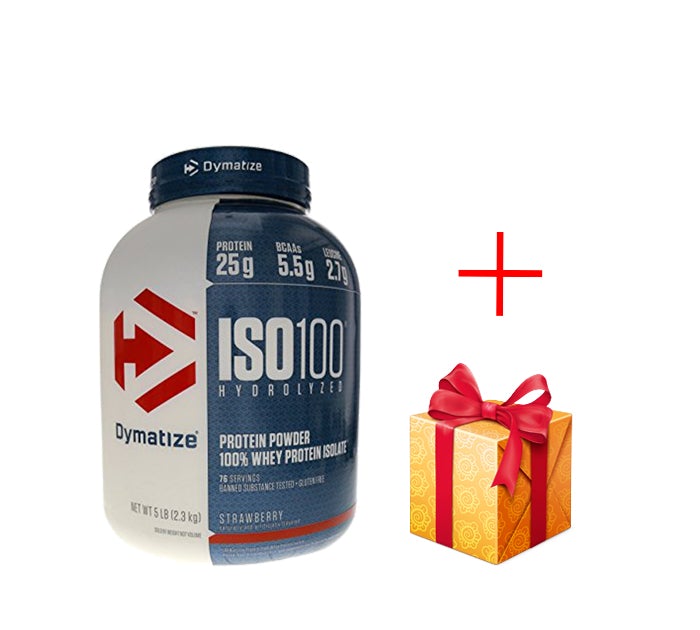 Dymatize
PROTEIN BCAAs LEUCINE
25g 5.5g 2.7g
ISO100
HYDROLYZED
Dymatize®
PROTEIN POWDER
100% WHEY PROTEIN ISOLATE
76 SERVINGS
BANNED SUBSTANCE TESTED • GLUTEN FREE
NET WT 5 LB (2.3 kg)
STRAWBERRY